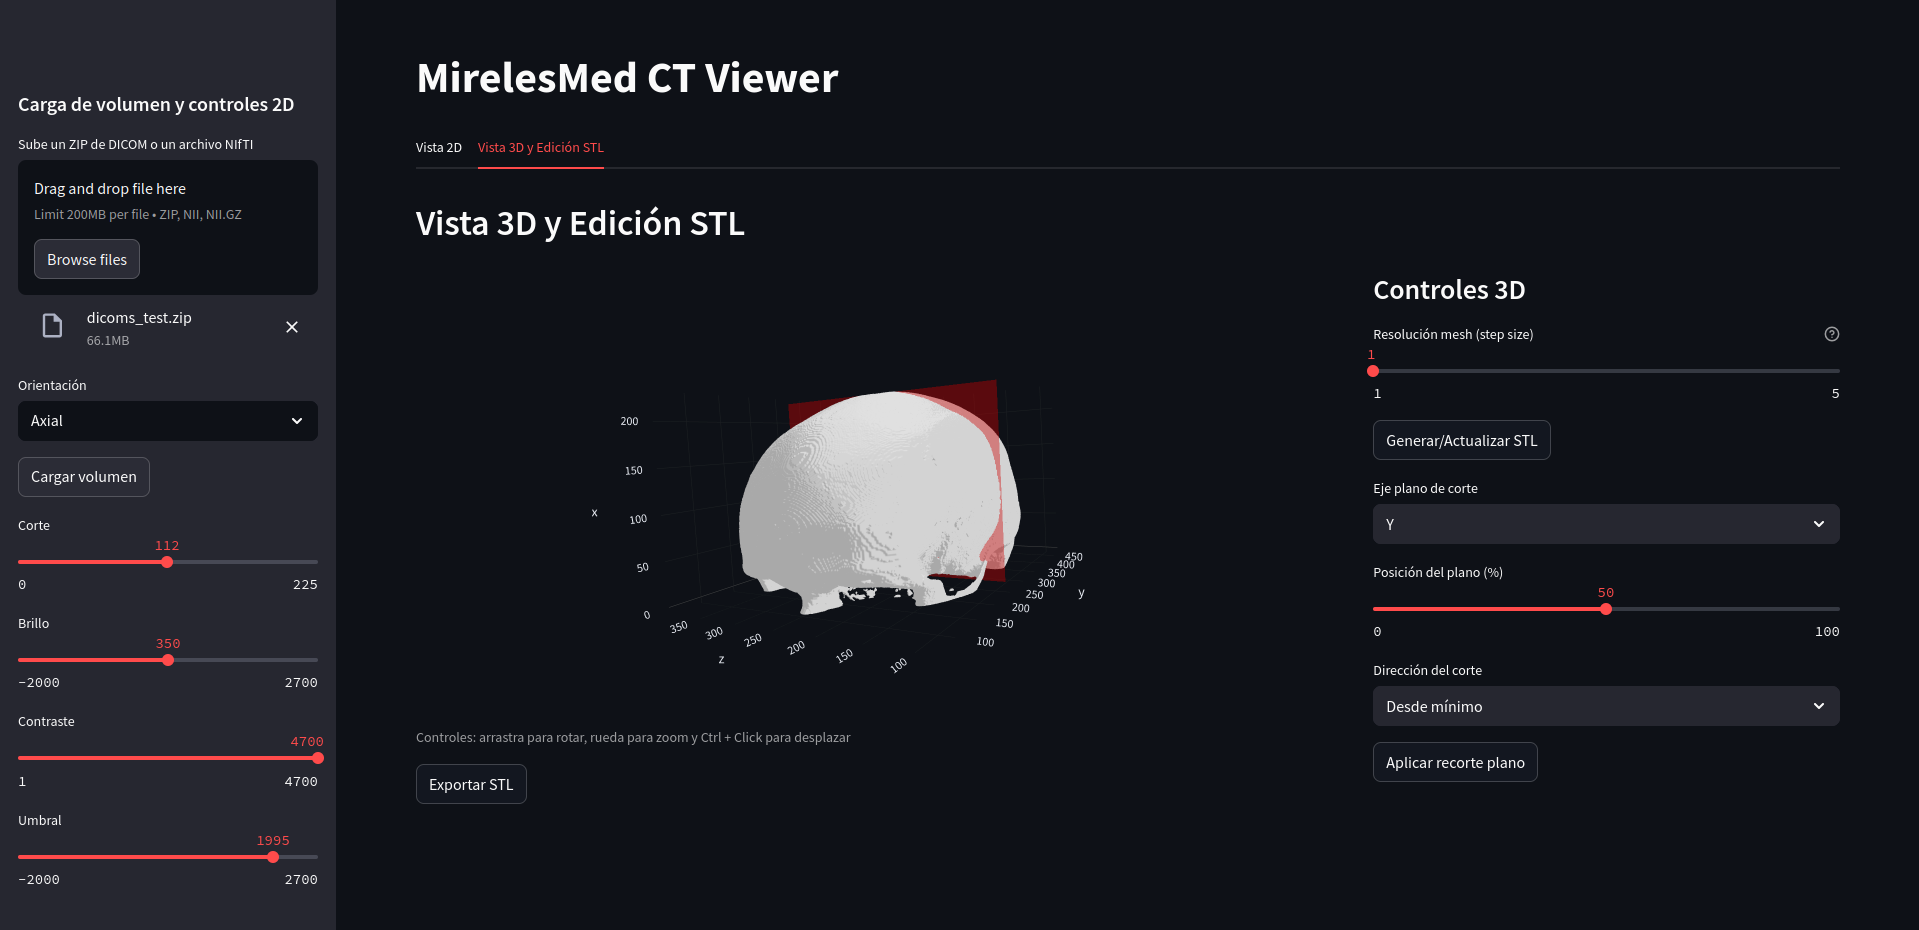 Carga de volumen y controles 2D
Sube un ZIP de DICOM o un archivo NIfTI
Drag and drop file here
Limit 200MB per file • ZIP, NII, NII.GZ
Browse files
dicoms_test.zip
66.1MB
Orientación
Axial
Cargar volumen
Corte
112
0 225
Brillo
350
−2000 2700
Contraste
4700
1 4700
Umbral
1995
−2000 2700
MirelesMed CT Viewer
Vista 2D Vista 3D y Edición STL
Vista 3D y Edición STL
200
150
x
100
50
0
350
300
250
z
200
150
100
450
400
350
300
y
250
200
150
100
Controles: arrastra para rotar, rueda para zoom y Ctrl + Click para desplazar
Exportar STL
Controles 3D
Resolución mesh (step size)
1
1 5
Generar/Actualizar STL
Eje plano de corte
Y
Posición del plano (%)
50
0 100
Dirección del corte
Desde mínimo
Aplicar recorte plano